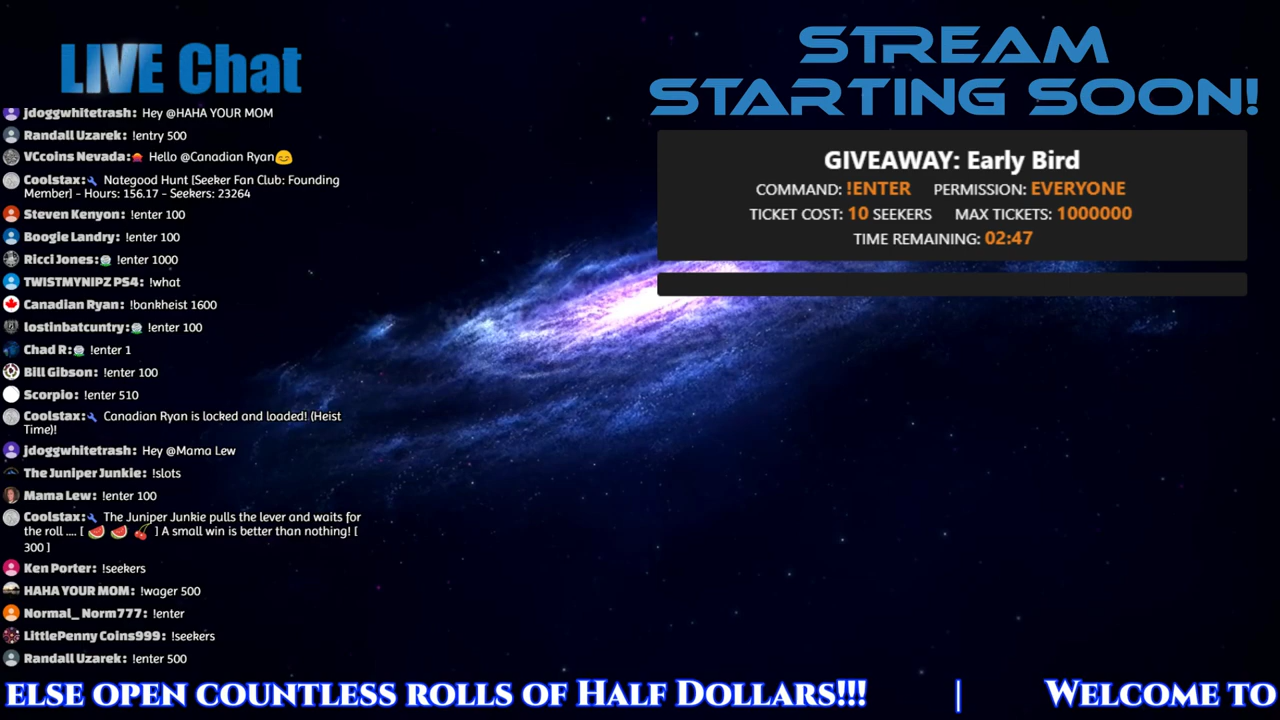 LIVE Chat
jdoggwhitetrash: Hey @HAHA YOUR MOM
Randall Uzarek: !entry 500
VCcoins Nevada: Hello @Canadian Ryan😊
Coolstax: Nategood Hunt [Seeker Fan Club: Founding
Member] - Hours: 156.17 - Seekers: 23264
Steven Kenyon: !enter 100
Boogie Landry: !enter 100
Ricci Jones: !enter 1000
TWISTMYNIPZ PS4: !what
Canadian Ryan: !bankheist 1600
lostinbatcuntry: !enter 100
Chad R: !enter 1
Bill Gibson: !enter 100
Scorpio: !enter 510
Coolstax: Canadian Ryan is locked and loaded! (Heist
Time)!
jdoggwhitetrash: Hey @Mama Lew
The Juniper Junkie: !slots
Mama Lew: !enter 100
Coolstax: The Juniper Junkie pulls the lever and waits for
the roll .... [ 🍉 🍉 🍒 ] A small win is better than nothing! [
300 ]
Ken Porter: !seekers
HAHA YOUR MOM: !wager 500
Normal_ Norm777: !enter
LittlePenny Coins999: !seekers
Randall Uzarek: !enter 500
STREAM
STARTING SOON!
GIVEAWAY: Early Bird
COMMAND: !ENTER PERMISSION: EVERYONE
TICKET COST: 10 SEEKERS MAX TICKETS: 1000000
TIME REMAINING: 02:47
ELSE OPEN COUNTLESS ROLLS OF HALF DOLLARS!!! | WELCOME TO